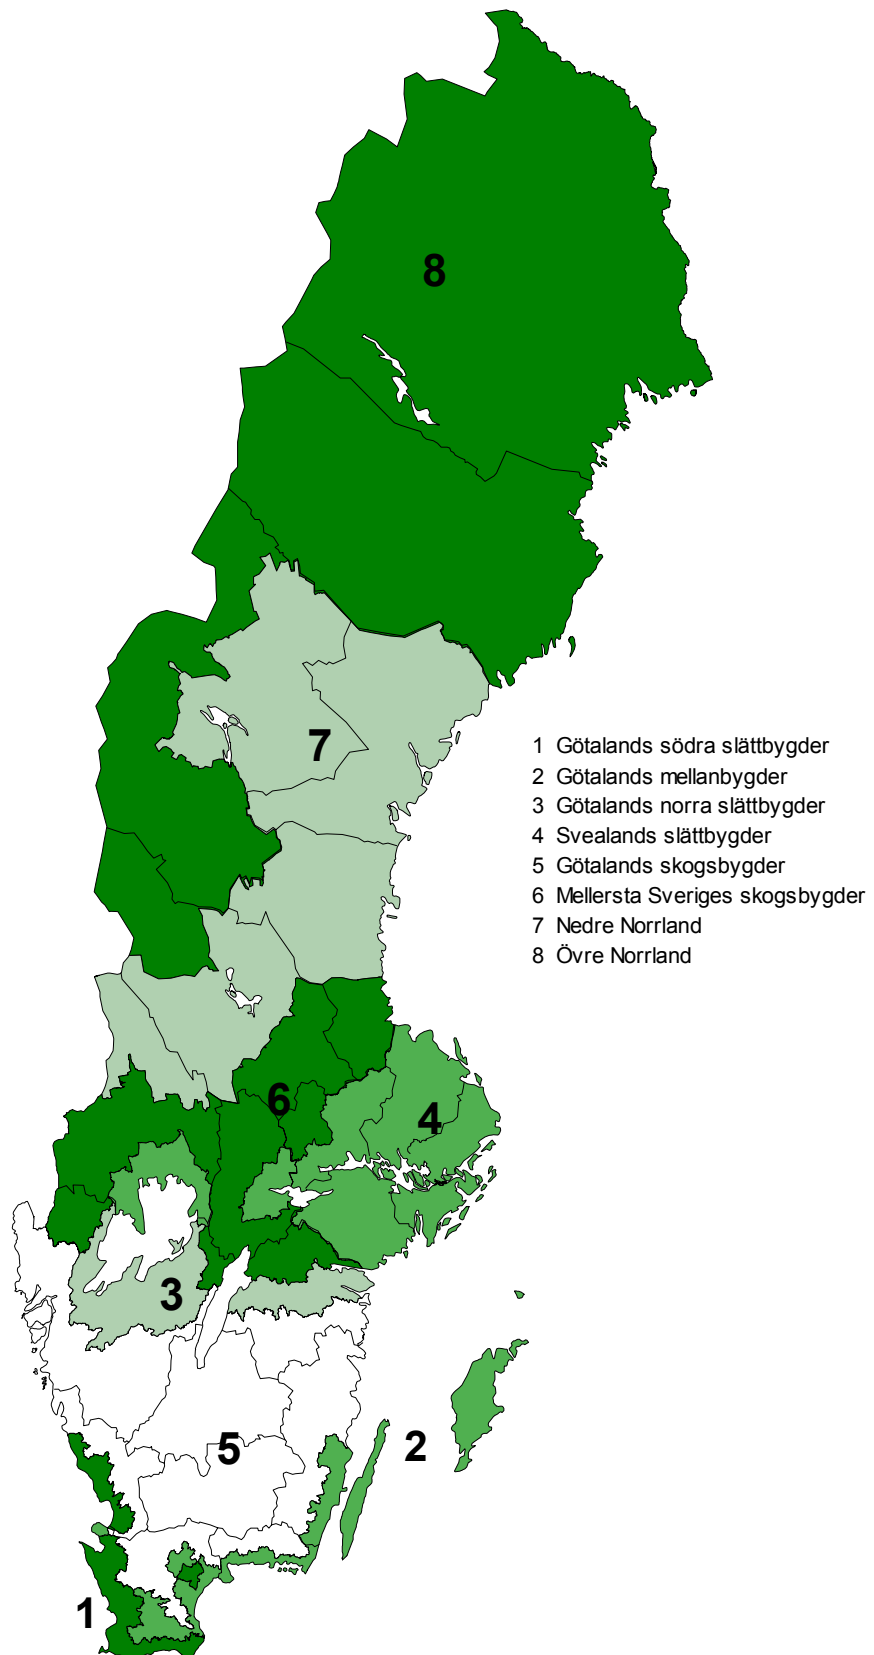 8
7
1 Götalands södra slättbygder
2 Götalands mellanbygder
3 Götalands norra slättbygder
4 Svealands slättbygder
5 Götalands skogsbygder
6 Mellersta Sveriges skogsbygder
7 Nedre Norrland
8 Övre Norrland
6
4
3
5
2
1